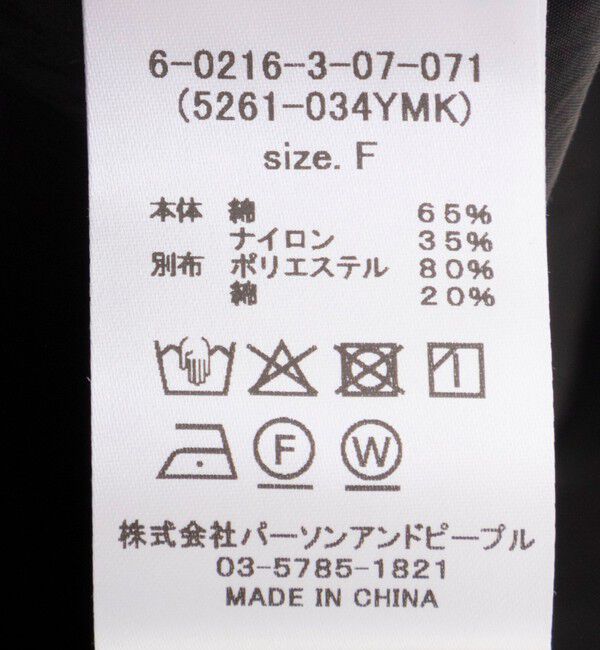 6-0216-3-07-071
(5261-034YMK)
size. F
本体 綿 65%
ナイロン 35%
別布 ポリエステル 80%
綿 20%
F W
株式会社パーソンアンドピープル
03-5785-1821
MADE IN CHINA